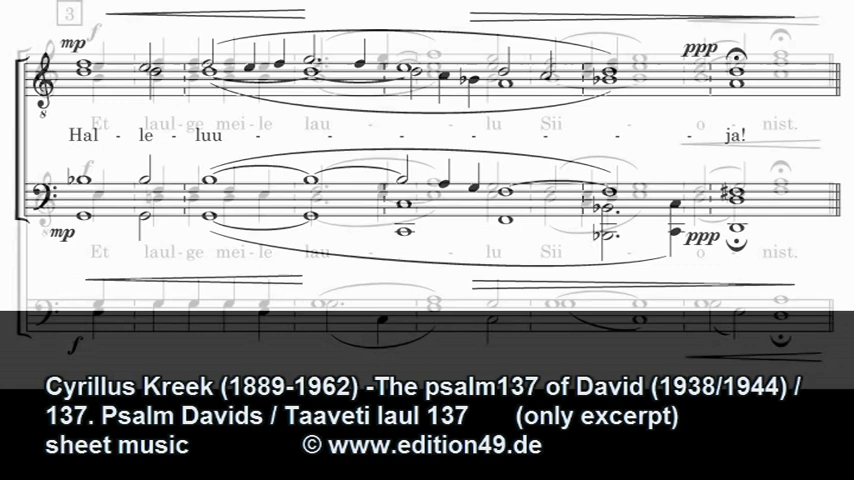 3
f
mp
ppp
Et laul-ge mei-le lau - lu Sii - o - nist.
Hal - le - luu - - - - - - - ja!
f
mp
ppp
Et laul-ge mei-le lau - lu Sii - o - nist.
f
Cyrillus Kreek (1889-1962) -The psalm137 of David (1938/1944) /
137. Psalm Davids / Taaveti laul 137 (only excerpt)
sheet music © www.edition49.de